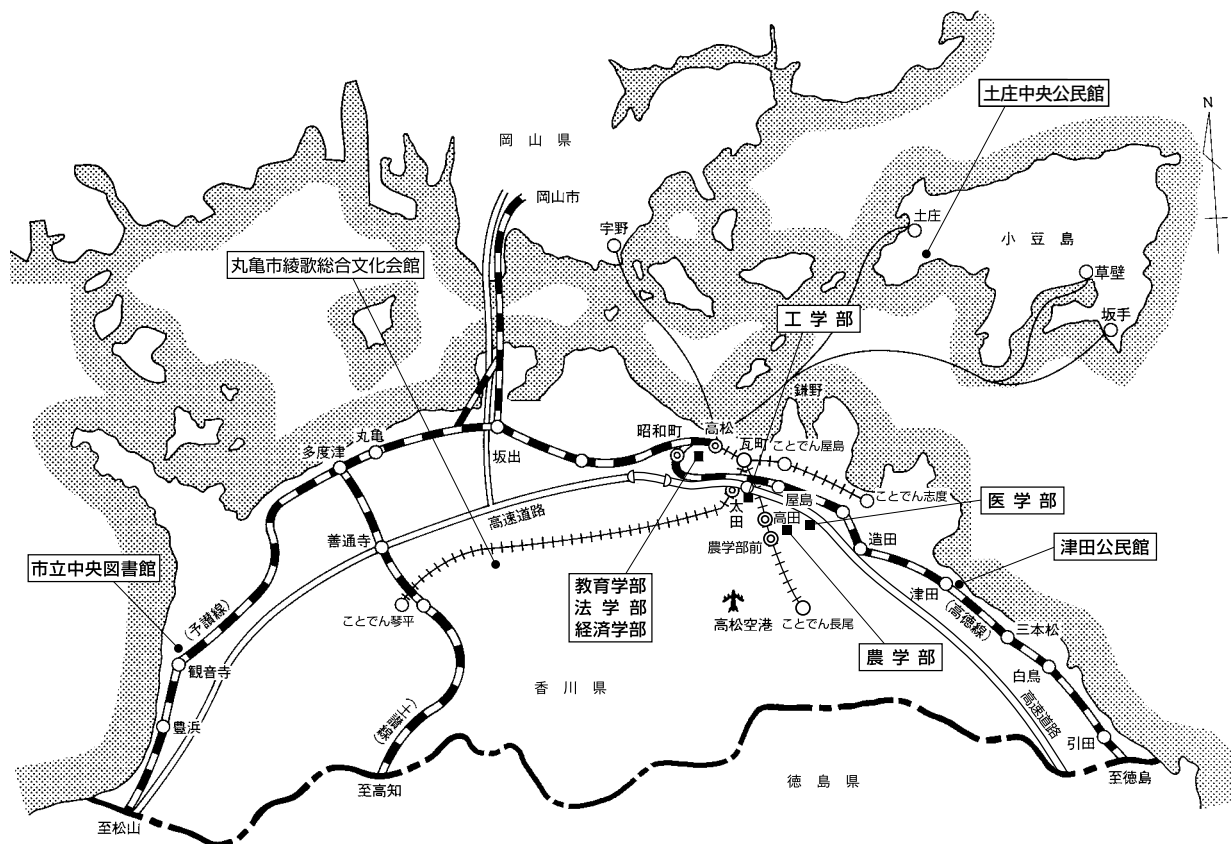 土庄中央公民館
N
岡山県
岡山市
宇野
土庄
小豆島
草壁
坂手
丸亀市綾歌総合文化会館
工学部
鎌野
昭和町
高松
瓦町
ことでん屋島
丸亀
多度津
坂出
高速道路
太田
屋島
ことでん志度
医学部
高田
農学部前
造田
善通寺
津田公民館
市立中央図書館
教育学部
法学部
経済学部
津田
(高徳線)
(予讃線)
ことでん琴平
高松空港
ことでん長尾
三本松
農学部
観音寺
白鳥
香川県
高速道路
豊浜
(土讃線)
引田
至高知
徳島県
至徳島
至松山